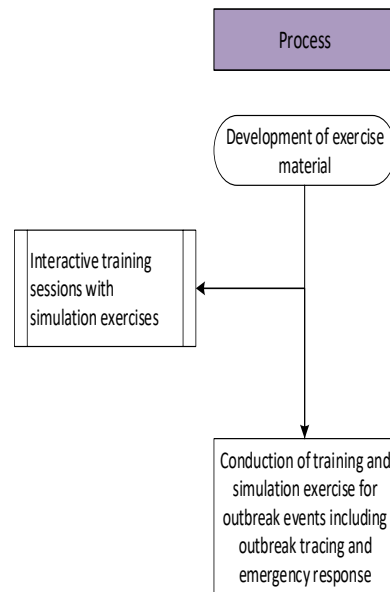 Process
Development of exercise
material
Interactive training
sessions with
simulation exercises
Conduction of training and
simulation exercise for
outbreak events including
outbreak tracing and
emergency response